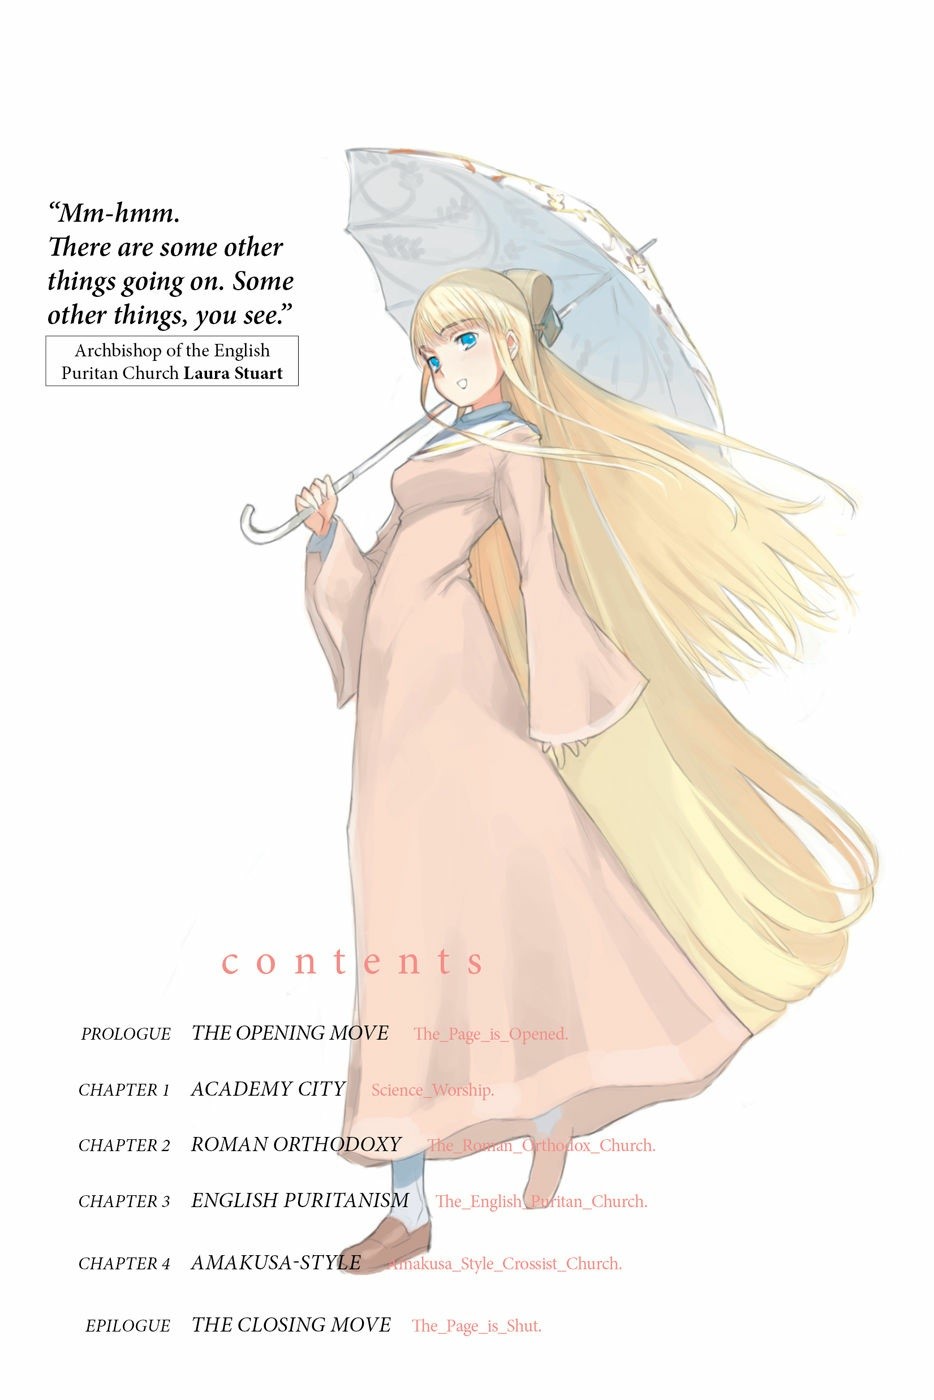 “Mm-hmm.
There are some other
things going on. Some
other things, you see.”
Archbishop of the English
Puritan Church Laura Stuart
contents
PROLOGUE THE OPENING MOVE The_Page_is_Opened.
CHAPTER 1 ACADEMY CITY Science_Worship.
CHAPTER 2 ROMAN ORTHODOXY The_Roman_Orthodox_Church.
CHAPTER 3 ENGLISH PURITANISM The_English_Puritan_Church.
CHAPTER 4 AMAKUSA-STYLE Amakusa_Style_Crossist_Church.
EPILOGUE THE CLOSING MOVE The_Page_is_Shut.